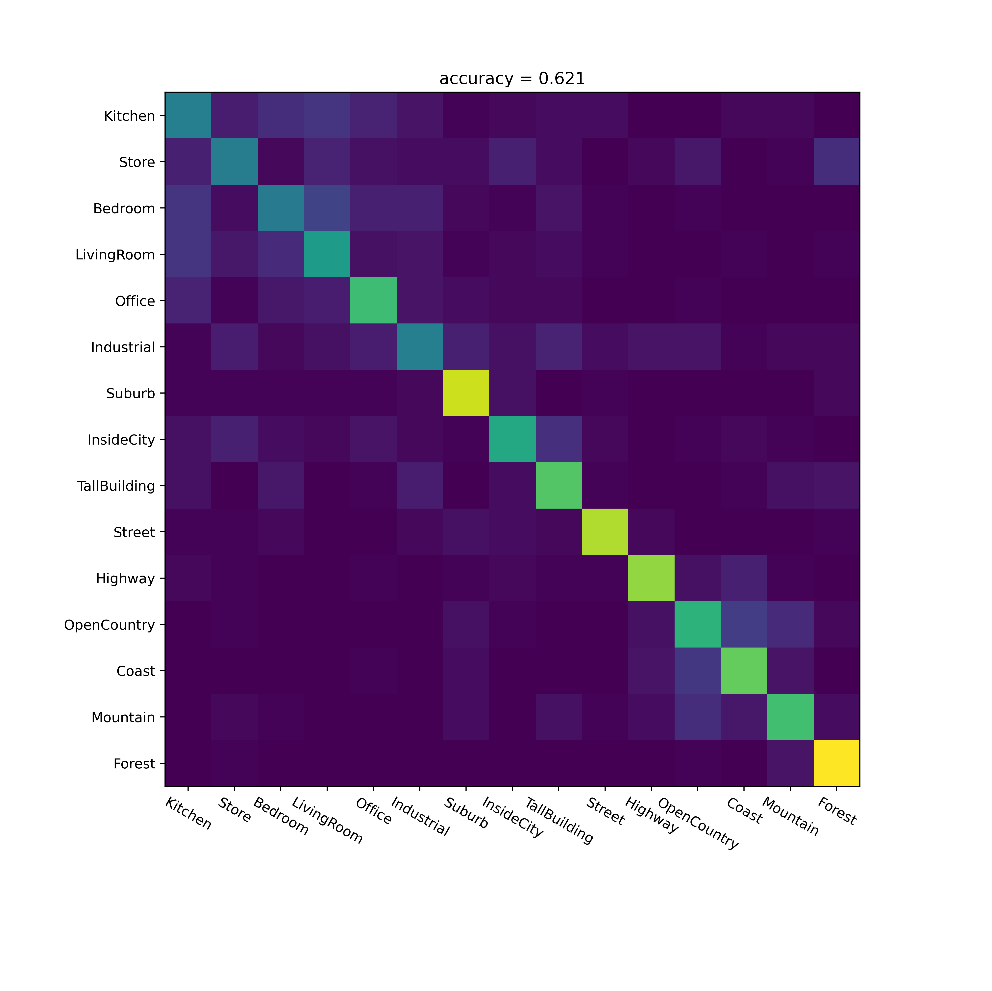 accuracy = 0.621
Kitchen
Store
Bedroom
LivingRoom
Office
Industrial
Suburb
InsideCity
TallBuilding
Street
Highway
OpenCountry
Coast
Mountain
Forest
Kitchen
Store
Bedroom
LivingRoom
Office
Industrial
Suburb
InsideCity
TallBuilding
Street
Highway
OpenCountry
Coast
Mountain
Forest